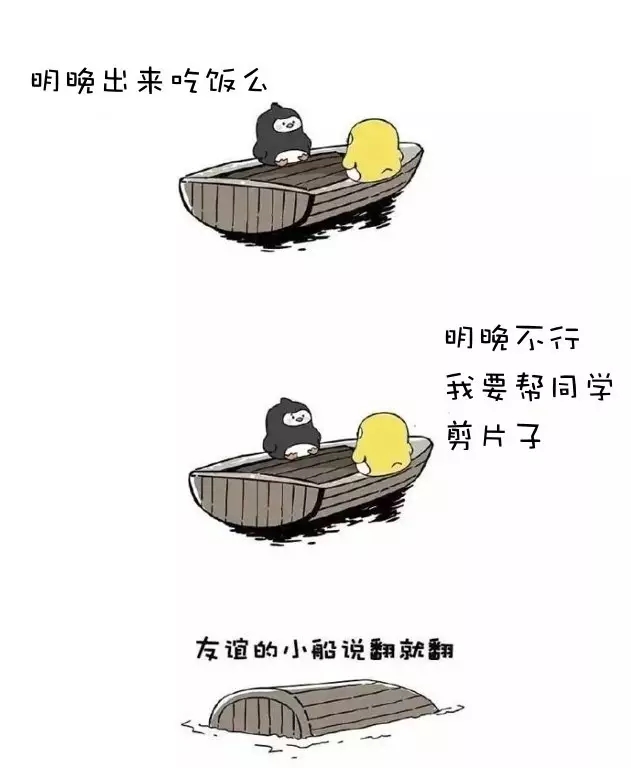 明晚出来吃饭么
明晚不行
我要帮同学
剪片子
友谊的小船说翻就翻